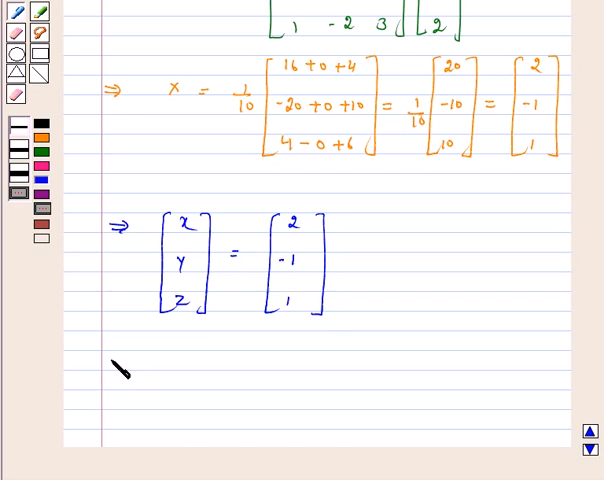 1 -2 3 2
⇒ x = 1/10 [16+0+4 -20+0+10 4-0+6] = 1/10 [20 -10 10] = [2 -1 1]
⇒ [x y z] = [2 -1 1]